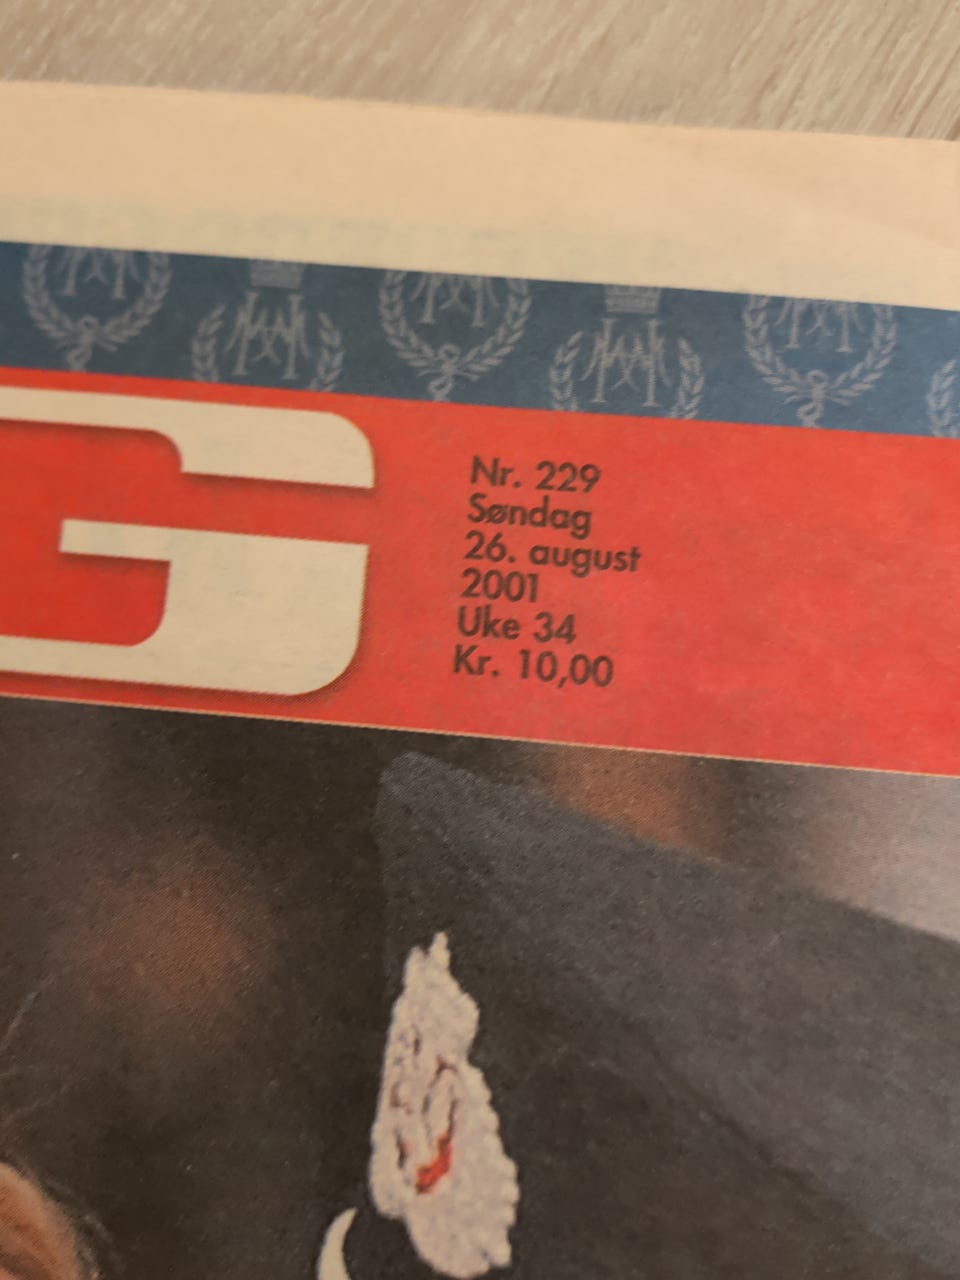 G
Nr. 229
Søndag
26. august
2001
Uke 34
Kr. 10,00